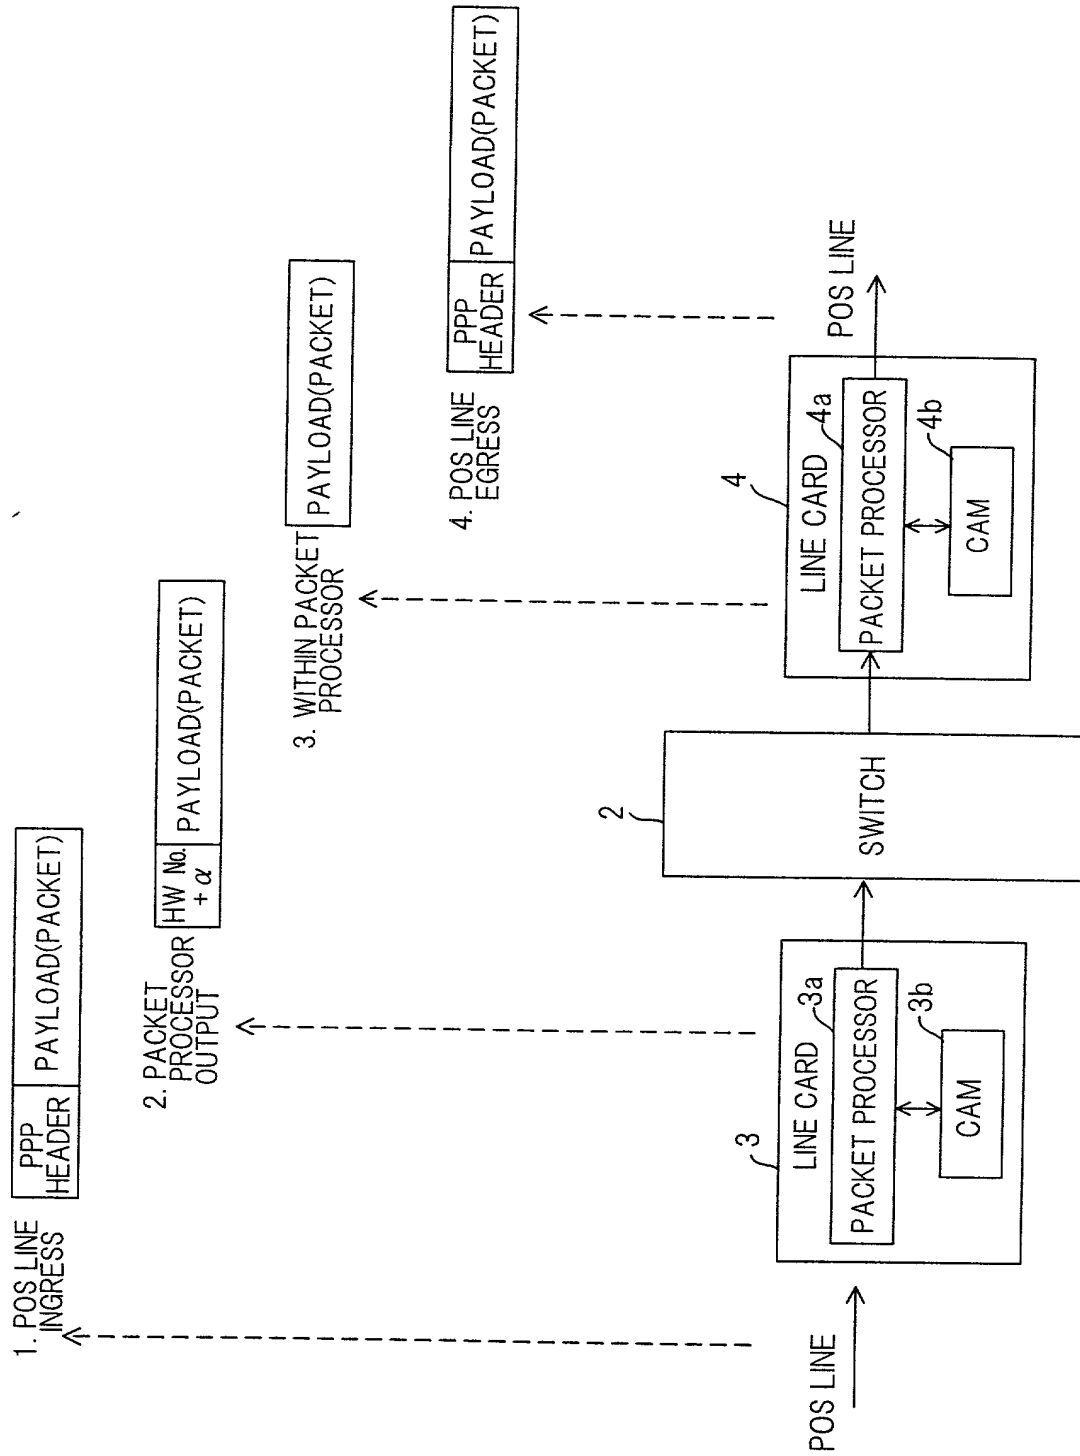 1. POS LINE
INGRESS
PPP
HEADER
PAYLOAD(PACKET)
2. PACKET
PROCESSOR
OUTPUT
HW No.
+ α
PAYLOAD(PACKET)
3. WITHIN PACKET
PROCESSOR
PAYLOAD(PACKET)
4. POS LINE
EGRESS
PPP
HEADER
PAYLOAD(PACKET)
POS LINE
3
LINE CARD
3a
PACKET PROCESSOR
3b
CAM
2
SWITCH
4
LINE CARD
4a
PACKET PROCESSOR
4b
CAM
POS LINE